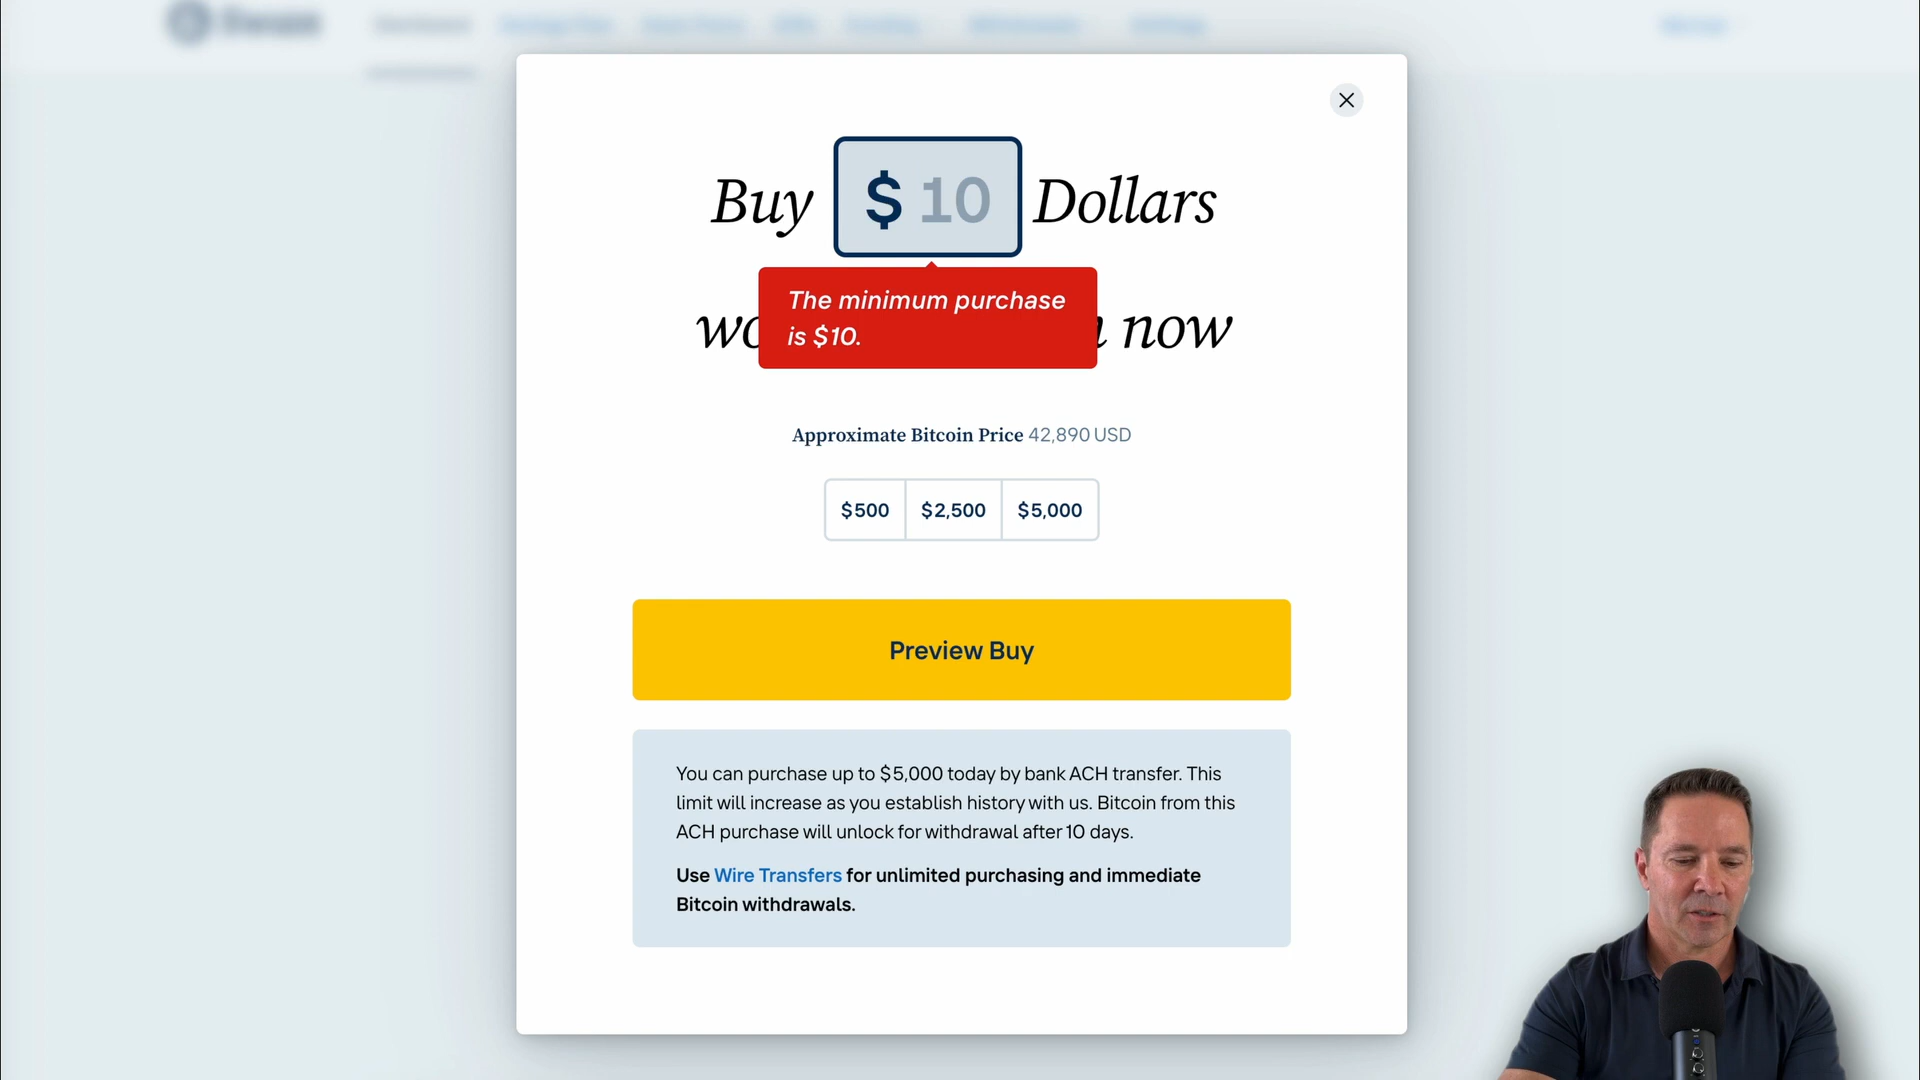 Buy $ 10 Dollars
The minimum purchase
is $10.
now
Approximate Bitcoin Price 42,890 USD
$500 $2,500 $5,000
Preview Buy
You can purchase up to $5,000 today by bank ACH transfer. This
limit will increase as you establish history with us. Bitcoin from this
ACH purchase will unlock for withdrawal after 10 days.
Use Wire Transfers for unlimited purchasing and immediate
Bitcoin withdrawals.